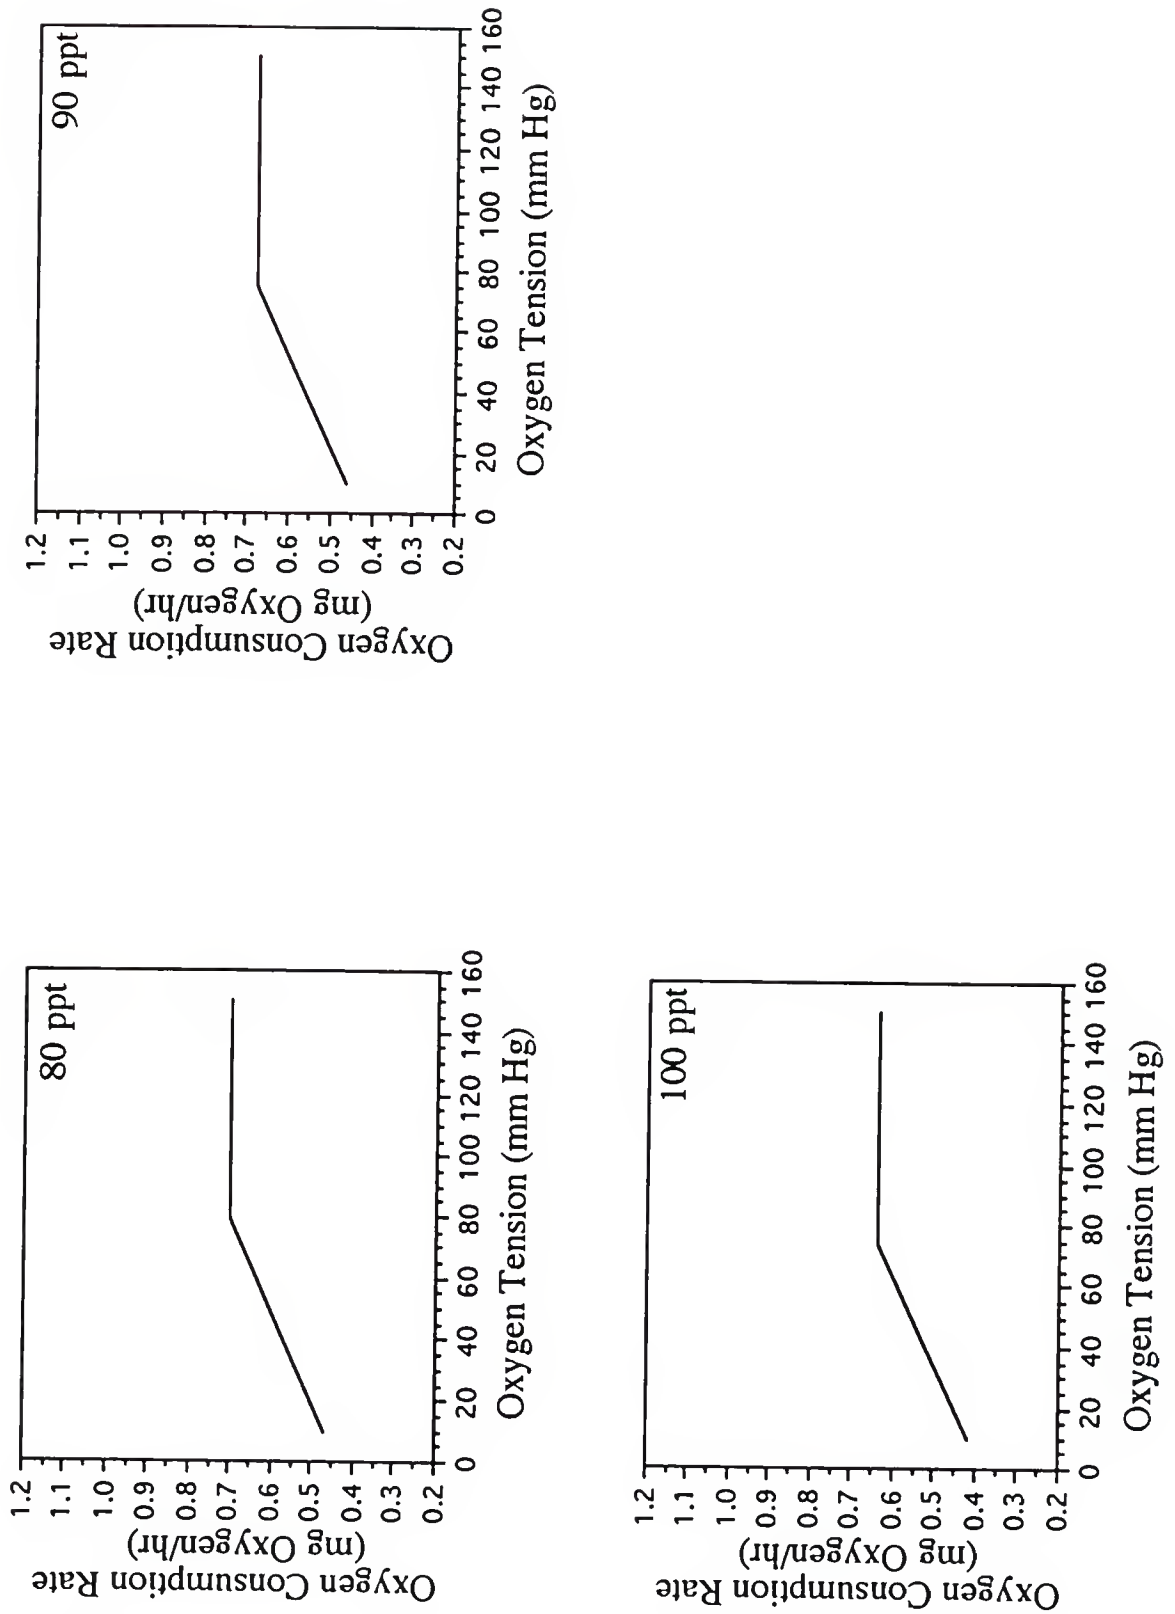 80 ppt
Oxygen Consumption Rate
(mg Oxygen/hr)
1.2
1.1
1.0
0.9
0.8
0.7
0.6
0.5
0.4
0.3
0.2
0 20 40 60 80 100 120 140 160
Oxygen Tension (mm Hg)
90 ppt
Oxygen Consumption Rate
(mg Oxygen/hr)
1.2
1.1
1.0
0.9
0.8
0.7
0.6
0.5
0.4
0.3
0.2
0 20 40 60 80 100 120 140 160
Oxygen Tension (mm Hg)
100 ppt
Oxygen Consumption Rate
(mg Oxygen/hr)
1.2
1.1
1.0
0.9
0.8
0.7
0.6
0.5
0.4
0.3
0.2
0 20 40 60 80 100 120 140 160
Oxygen Tension (mm Hg)